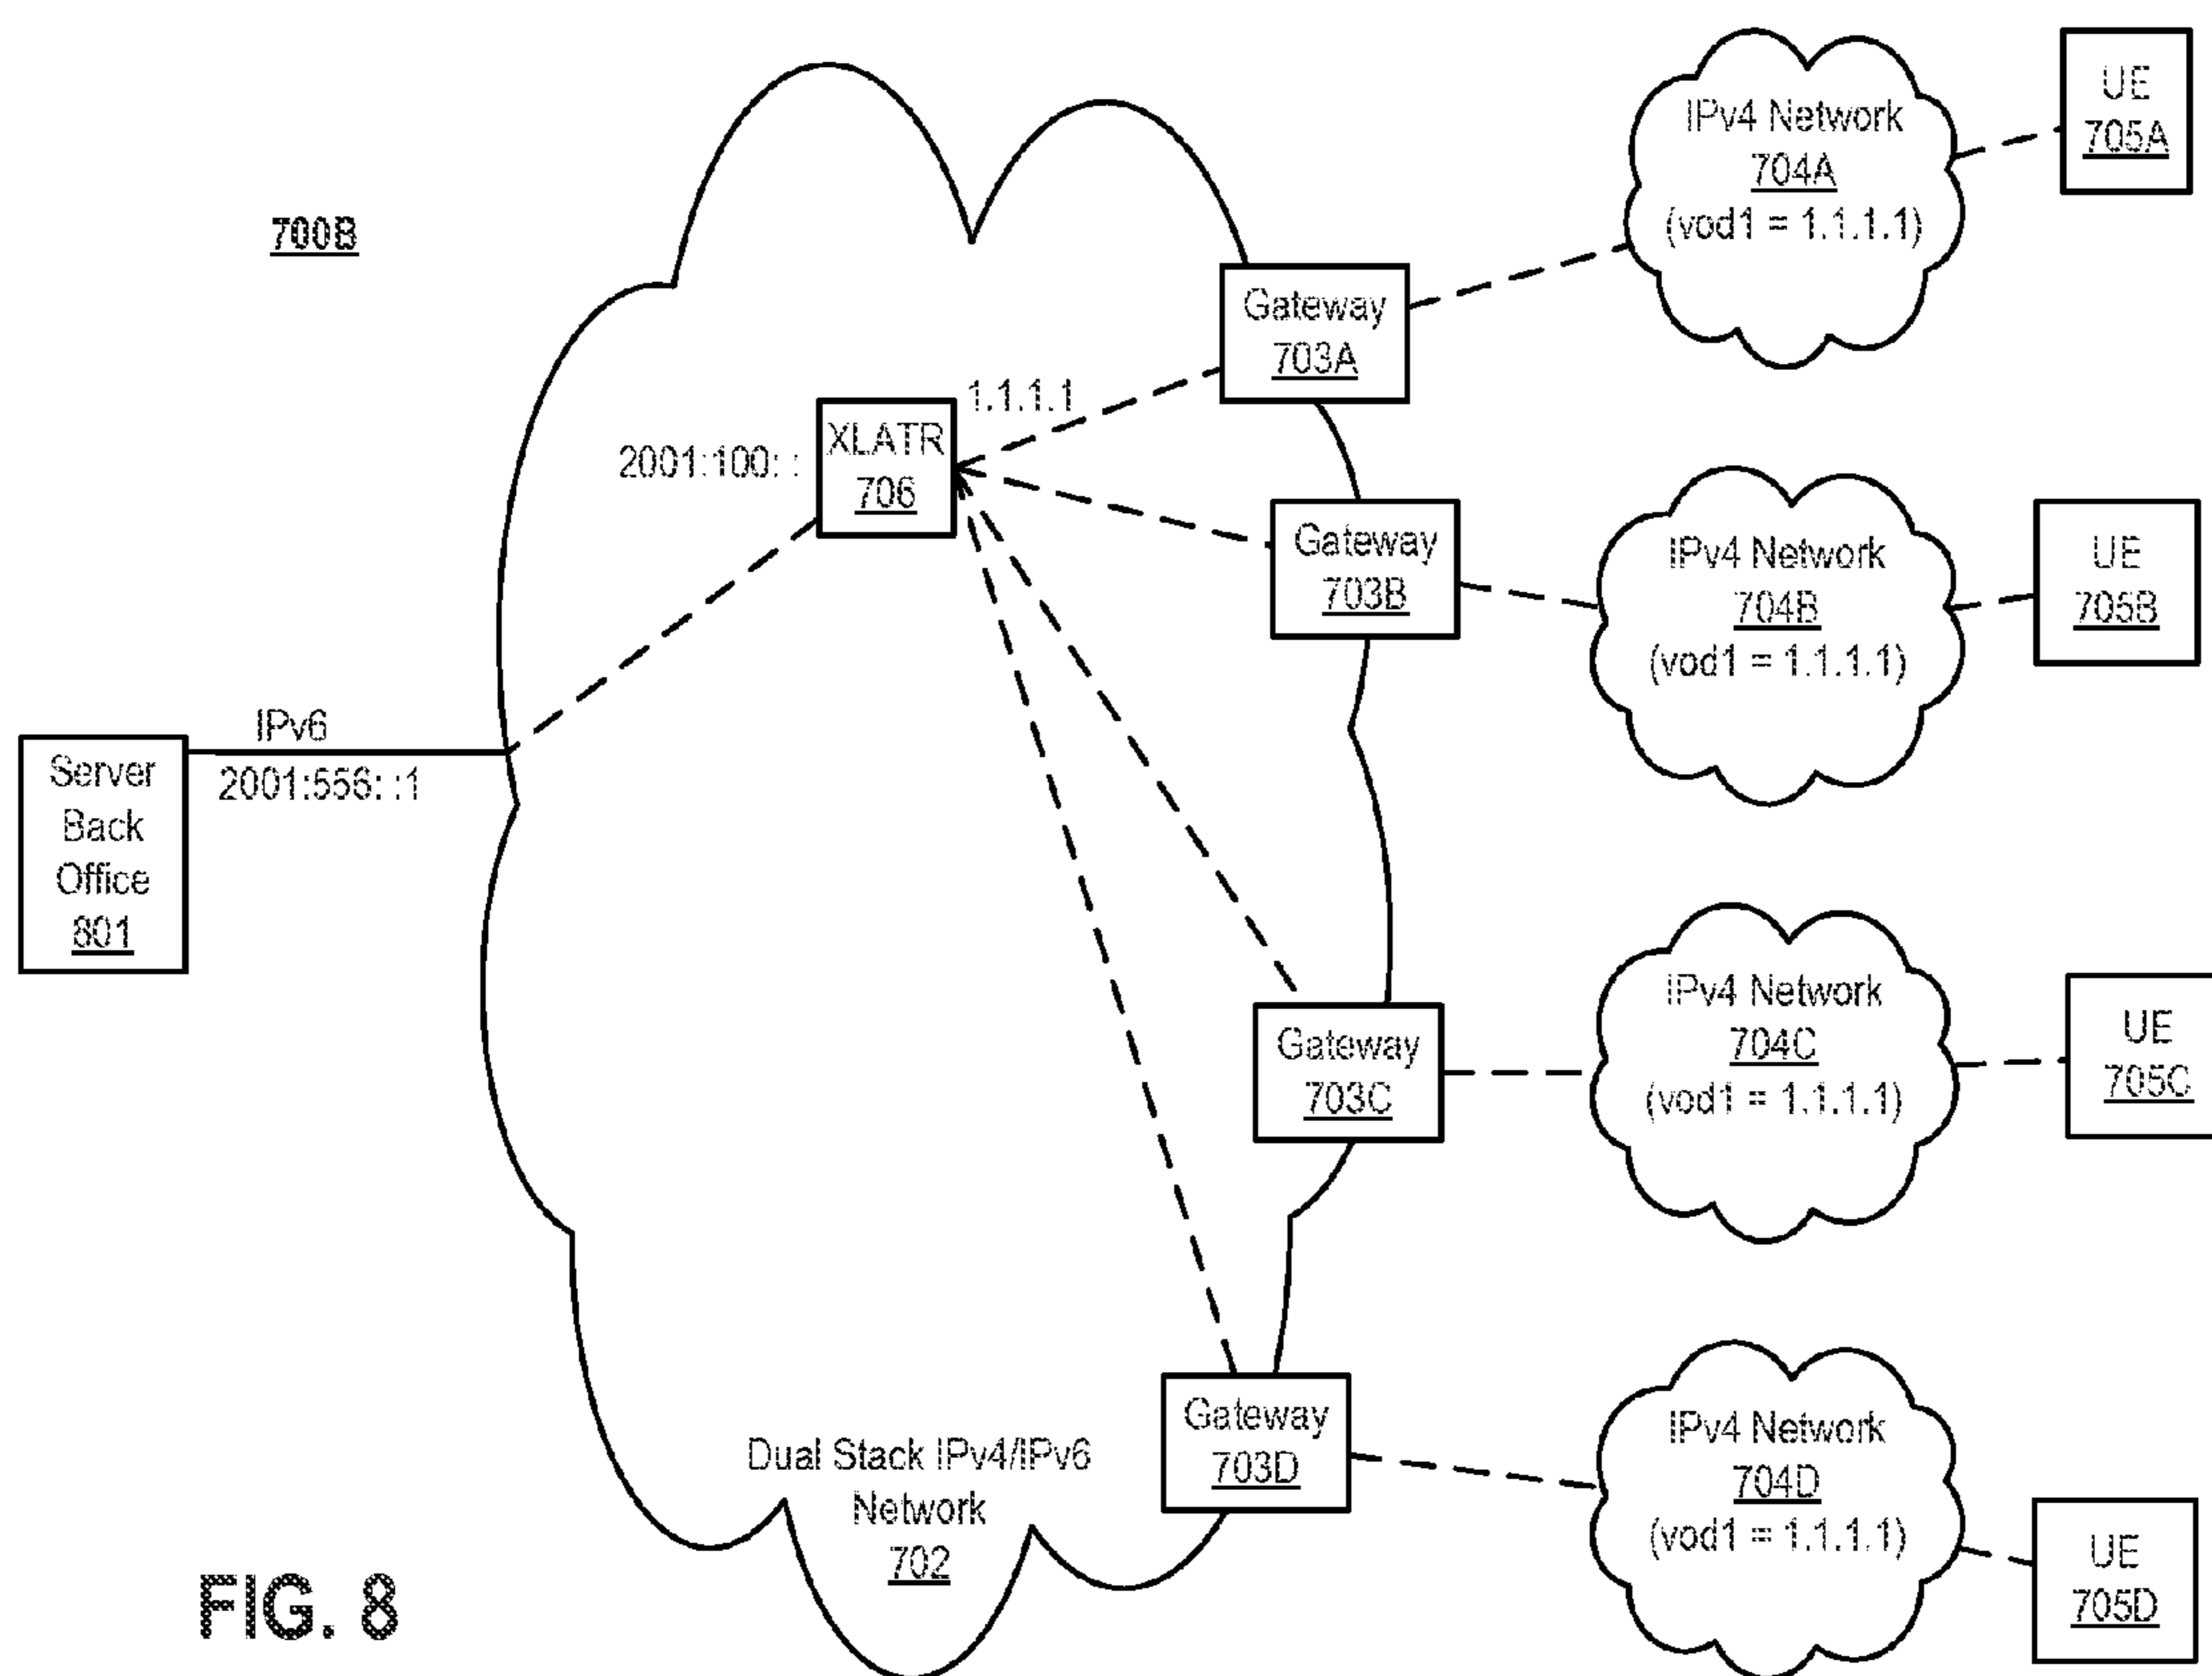 700B
Server
Back
Office
801
IPv6
2001:556: :1
2001:100: :
XLATR
706
1.1.1.1
Dual Stack IPv4/IPv6
Network
702
Gateway
703A
Gateway
703B
Gateway
703C
Gateway
703D
IPv4 Network
704A
(vod1 = 1.1.1.1)
UE
705A
IPv4 Network
704B
(vod1 = 1.1.1.1)
UE
705B
IPv4 Network
704C
(vod1 = 1.1.1.1)
UE
705C
IPv4 Network
704D
(vod1 = 1.1.1.1)
UE
705D
FIG. 8